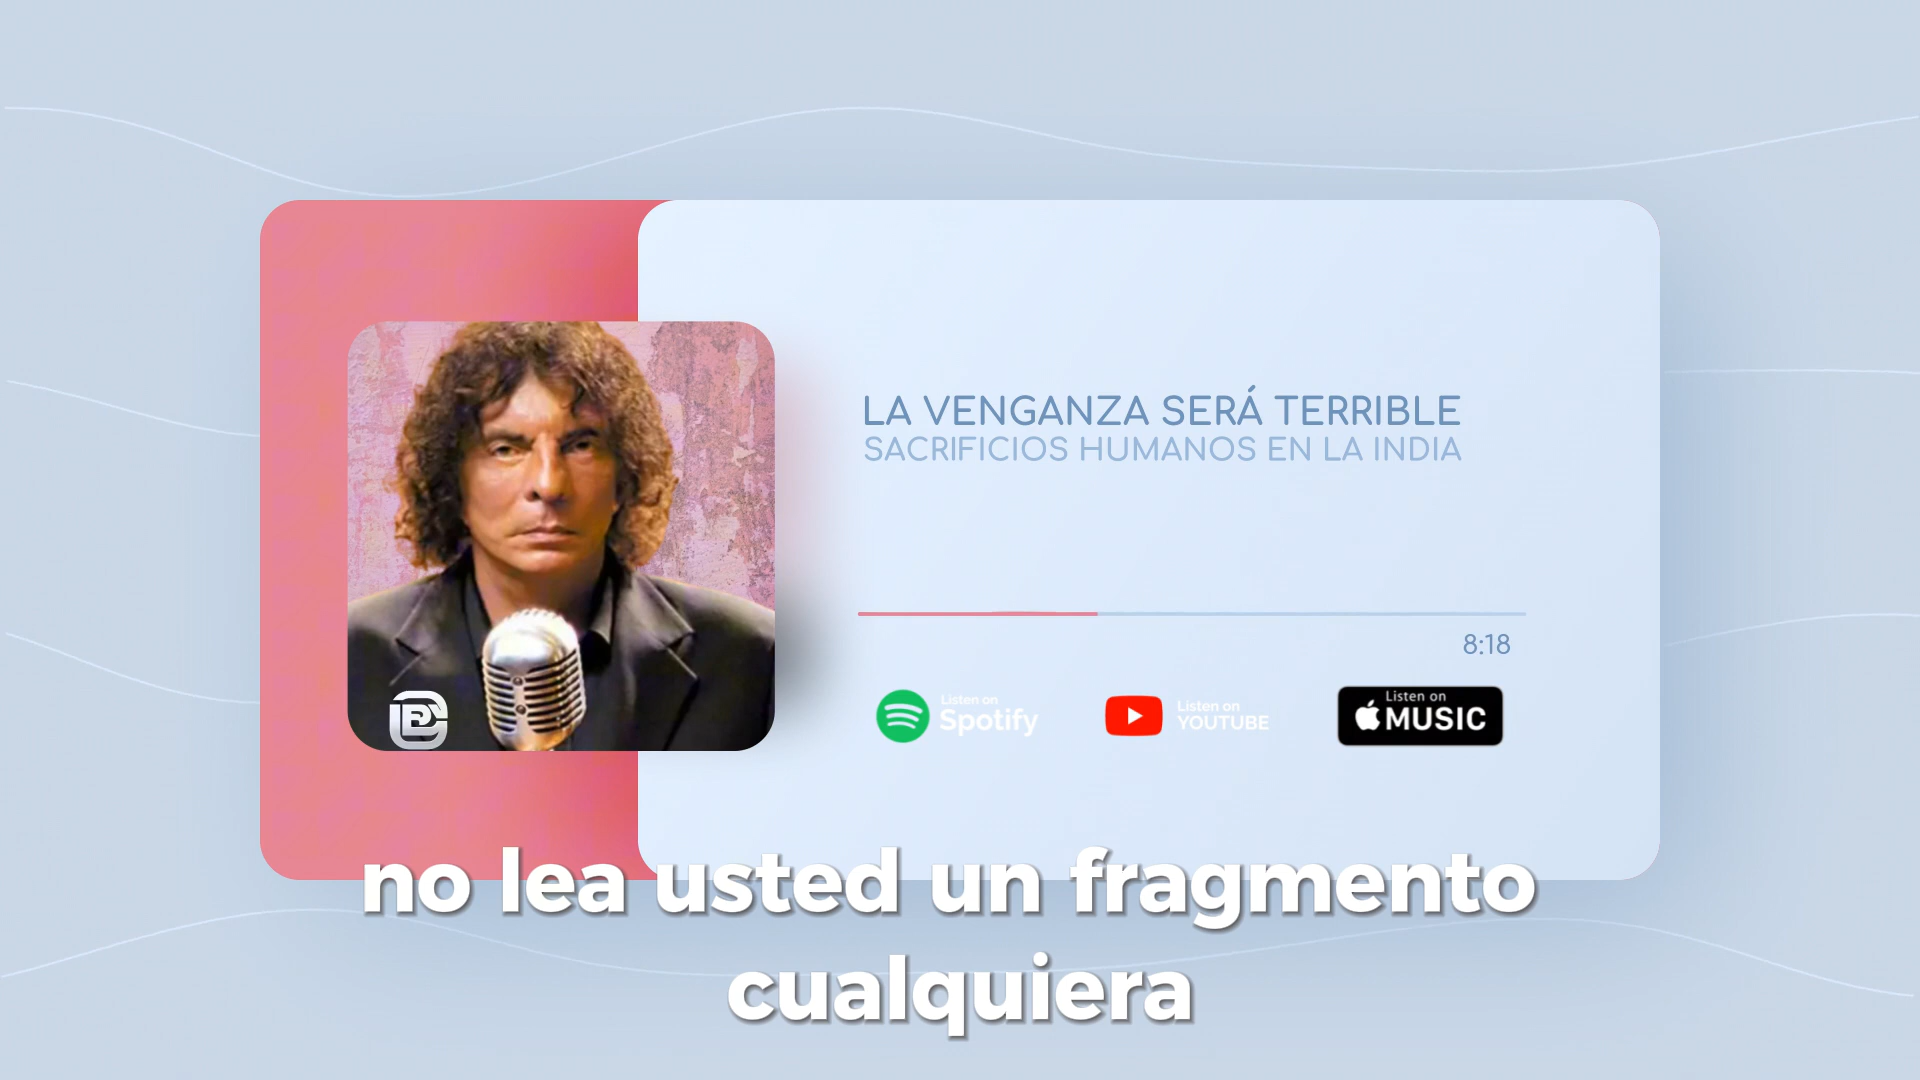 LA VENGANZA SERÁ TERRIBLE
SACRIFICIOS HUMANOS EN LA INDIA
8:18
Listen on
Spotify
Listen on
YOUTUBE
Listen on
MUSIC
no lea usted un fragmento
cualquiera